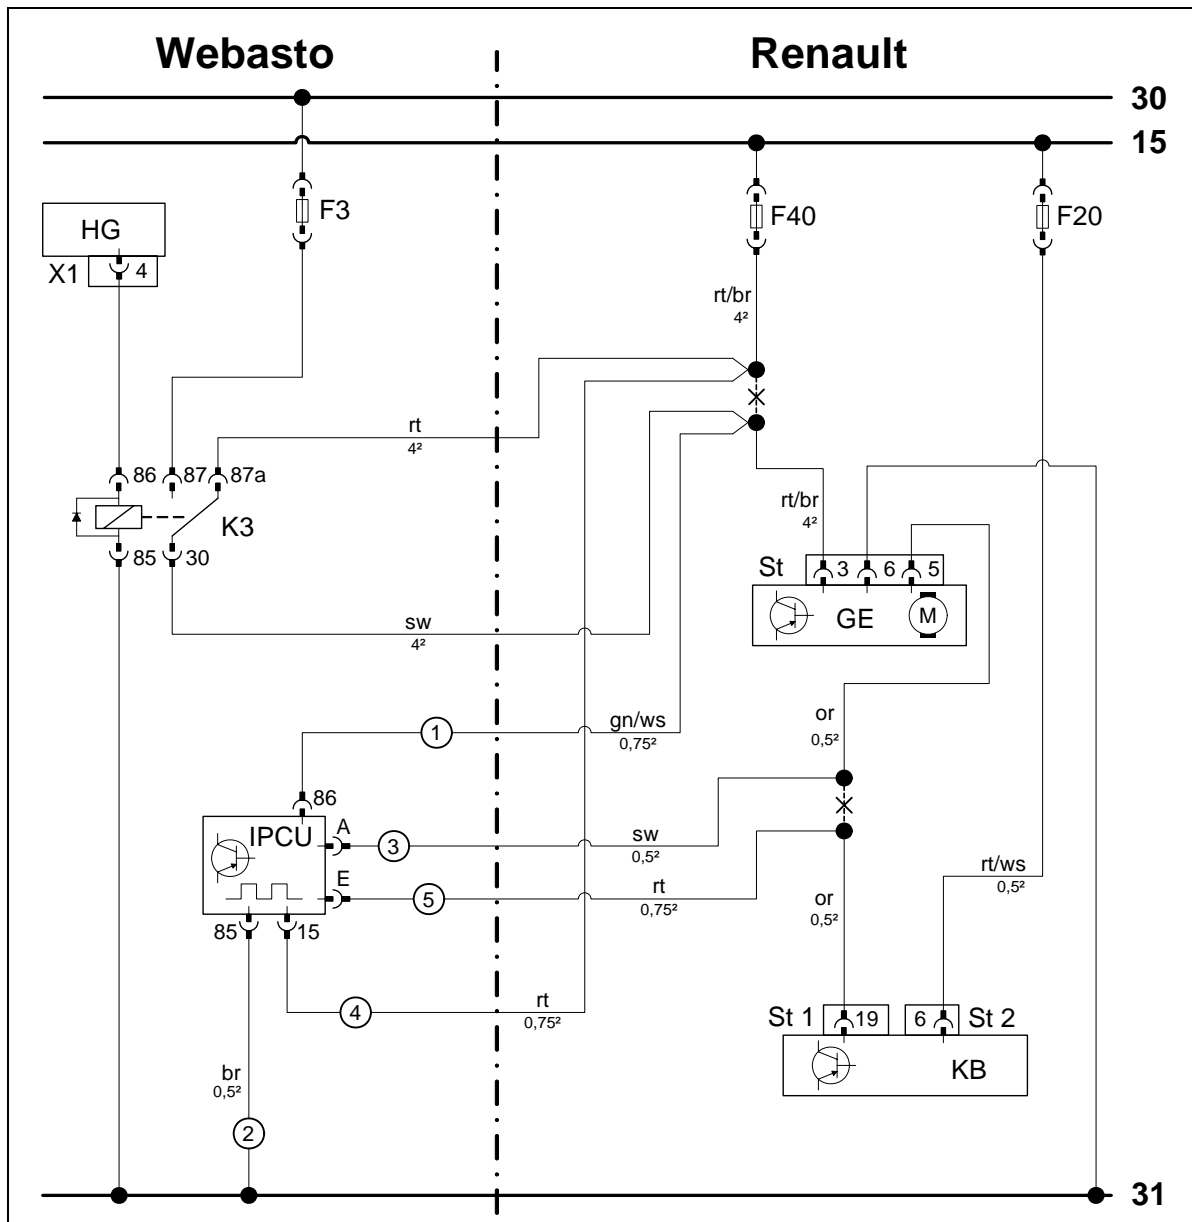 Webasto
Renault
30
15
F3
F40
F20
HG
X1
4
rt/br
4²
rt
4²
86
87
87a
K3
85
30
rt/br
4²
St
3
6
5
GE
M
sw
4²
1
gn/ws
0,75²
or
0,5²
86
IPCU
A
3
sw
0,5²
E
5
rt
0,75²
rt/ws
0,5²
or
0,5²
85
15
4
rt
0,75²
St 1
19
6
St 2
KB
br
0,5²
2
31